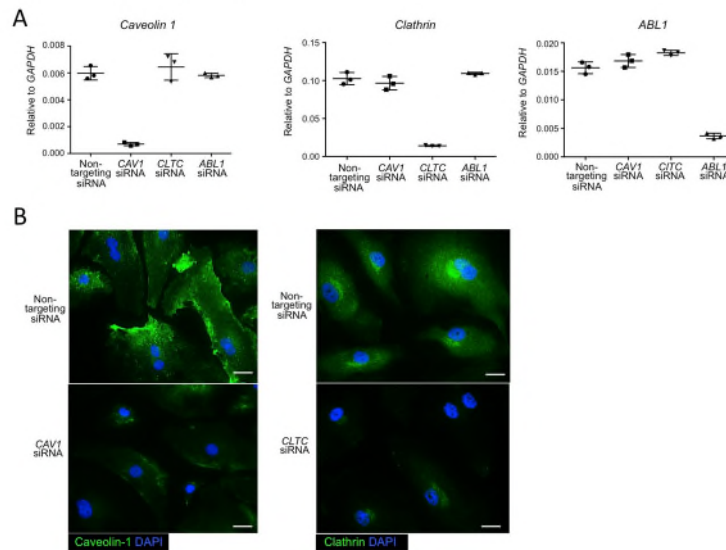 A
Caveolin 1
Relative to GAPDH
0.008
0.006
0.004
0.002
0.000
Non-
targeting
siRNA
CAV1
siRNA
CLTC
siRNA
ABL1
siRNA
Clathrin
Relative to GAPDH
0.15
0.10
0.05
0.00
Non-
targeting
siRNA
CAV1
siRNA
CLTC
siRNA
ABL1
siRNA
ABL1
Relative to GAPDH
0.020
0.015
0.010
0.005
0.000
Non-
targeting
siRNA
CAV1
siRNA
CITC
siRNA
ABL1
siRNA
B
Non-
targeting
siRNA
CAV1
siRNA
Caveolin-1 DAPI
Non-
targeting
siRNA
CLTC
siRNA
Clathrin DAPI